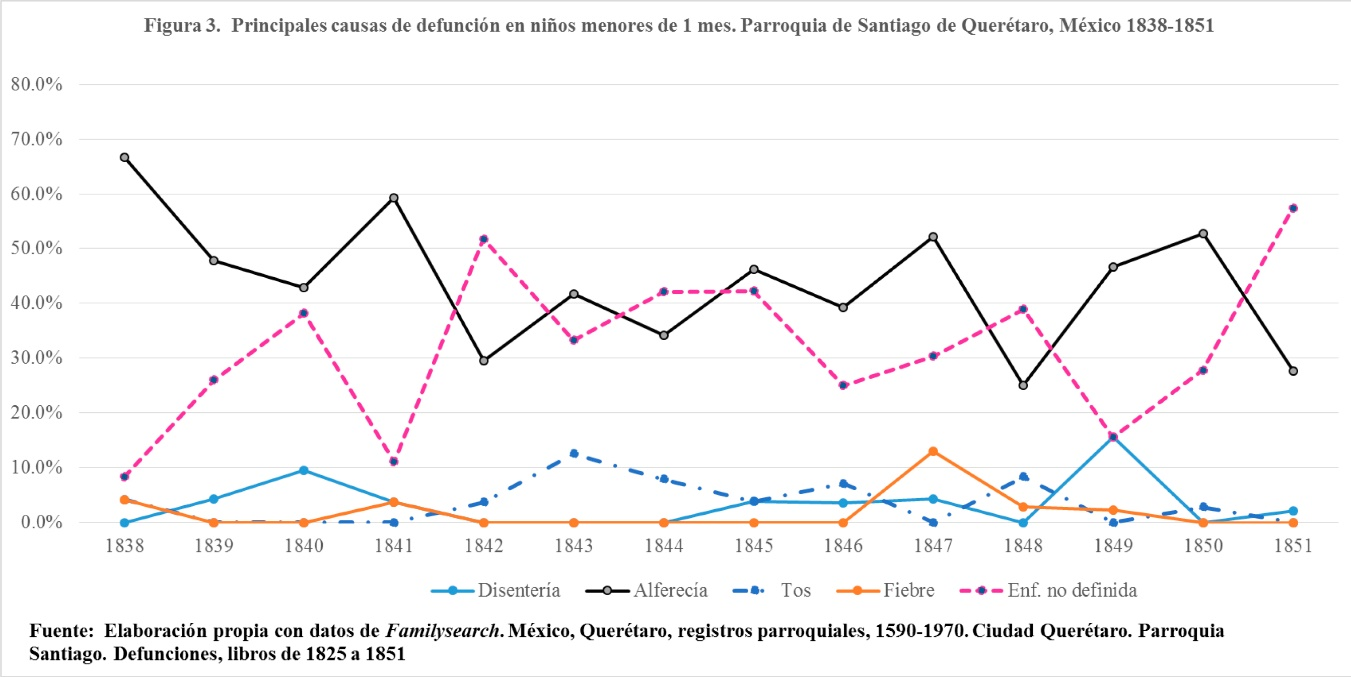 Figura 3. Principales causas de defunción en niños menores de 1 mes. Parroquia de Santiago de Querétaro, México 1838-1851
80.0%
70.0%
60.0%
50.0%
40.0%
30.0%
20.0%
10.0%
0.0%
1838 1839 1840 1841 1842 1843 1844 1845 1846 1847 1848 1849 1850 1851
Disentería Alferecía Tos Fiebre Enf. no definida
Fuente: Elaboración propia con datos de Familysearch. México, Querétaro, registros parroquiales, 1590-1970. Ciudad Querétaro. Parroquia
Santiago. Defunciones, libros de 1825 a 1851